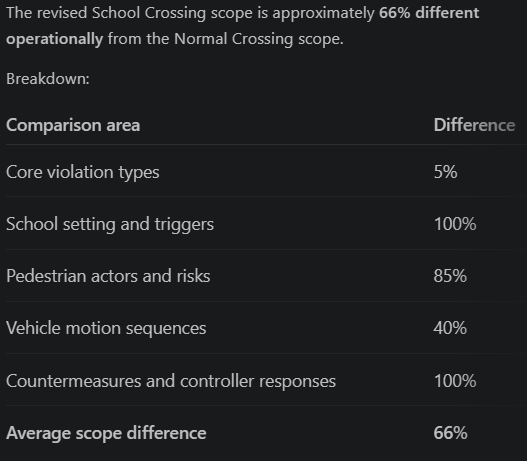 The revised School Crossing scope is approximately 66% different
operationally from the Normal Crossing scope.
Breakdown:
Comparison area Difference
Core violation types 5%
School setting and triggers 100%
Pedestrian actors and risks 85%
Vehicle motion sequences 40%
Countermeasures and controller responses 100%
Average scope difference 66%